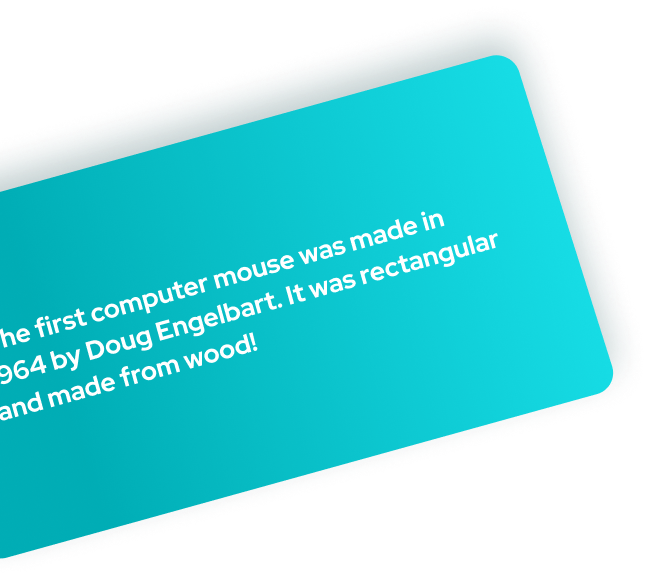 he first computer mouse was made in
964 by Doug Engelbart. It was rectangular
and made from wood!